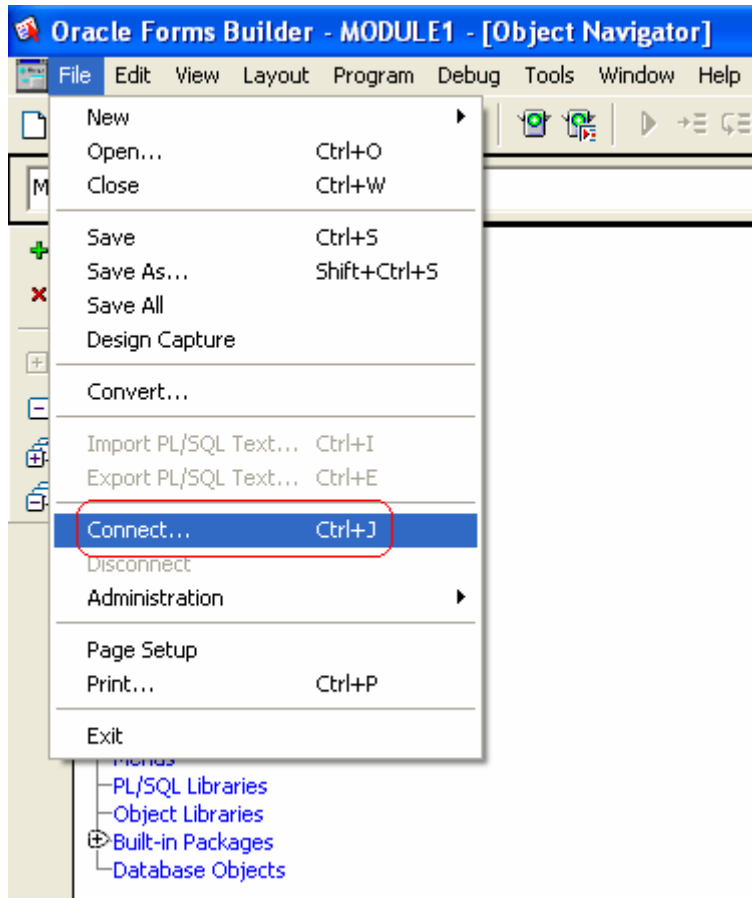 Oracle Forms Builder - MODULE1 - [Object Navigator]
File Edit View Layout Program Debug Tools Window Help
New
Open... Ctrl+O
Close Ctrl+W
Save Ctrl+S
Save As... Shift+Ctrl+S
Save All
Design Capture
Convert...
Import PL/SQL Text... Ctrl+I
Export PL/SQL Text... Ctrl+E
Connect... Ctrl+J
Disconnect
Administration
Page Setup
Print... Ctrl+P
Exit
Menus
PL/SQL Libraries
Object Libraries
Built-in Packages
Database Objects